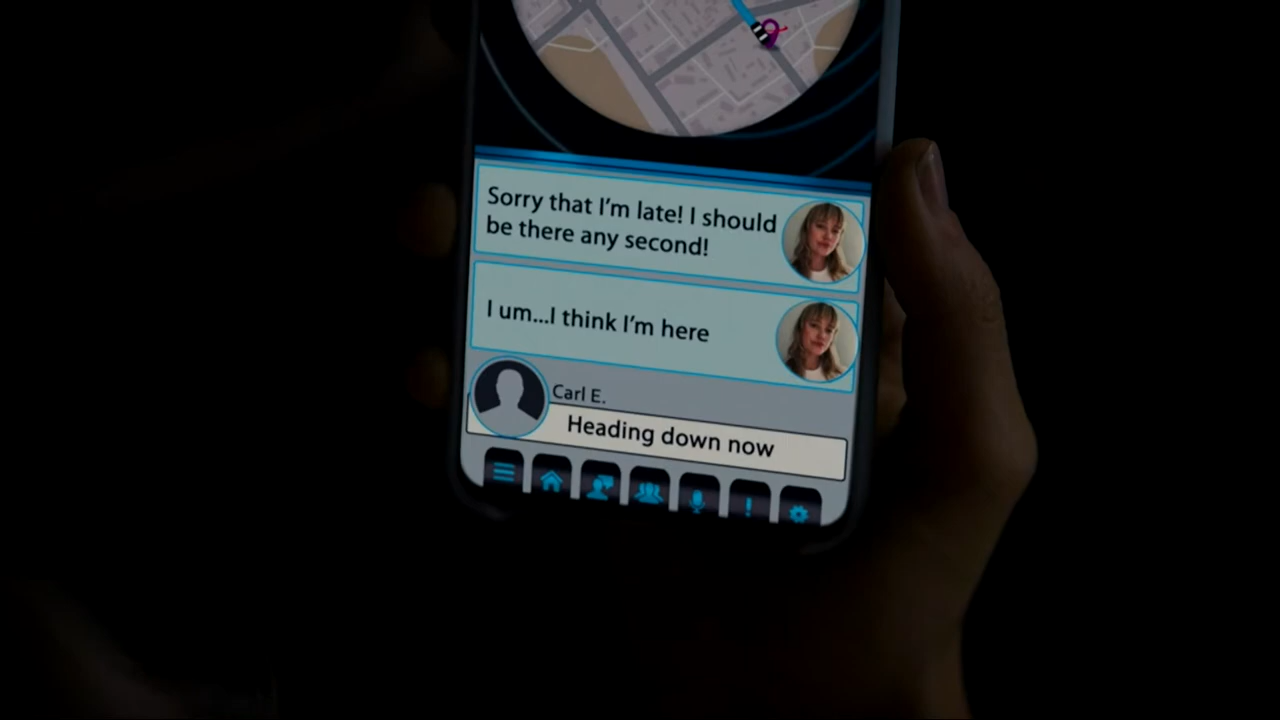 Sorry that I'm late! I should
be there any second!
I um...I think I'm here
Carl E.
Heading down now